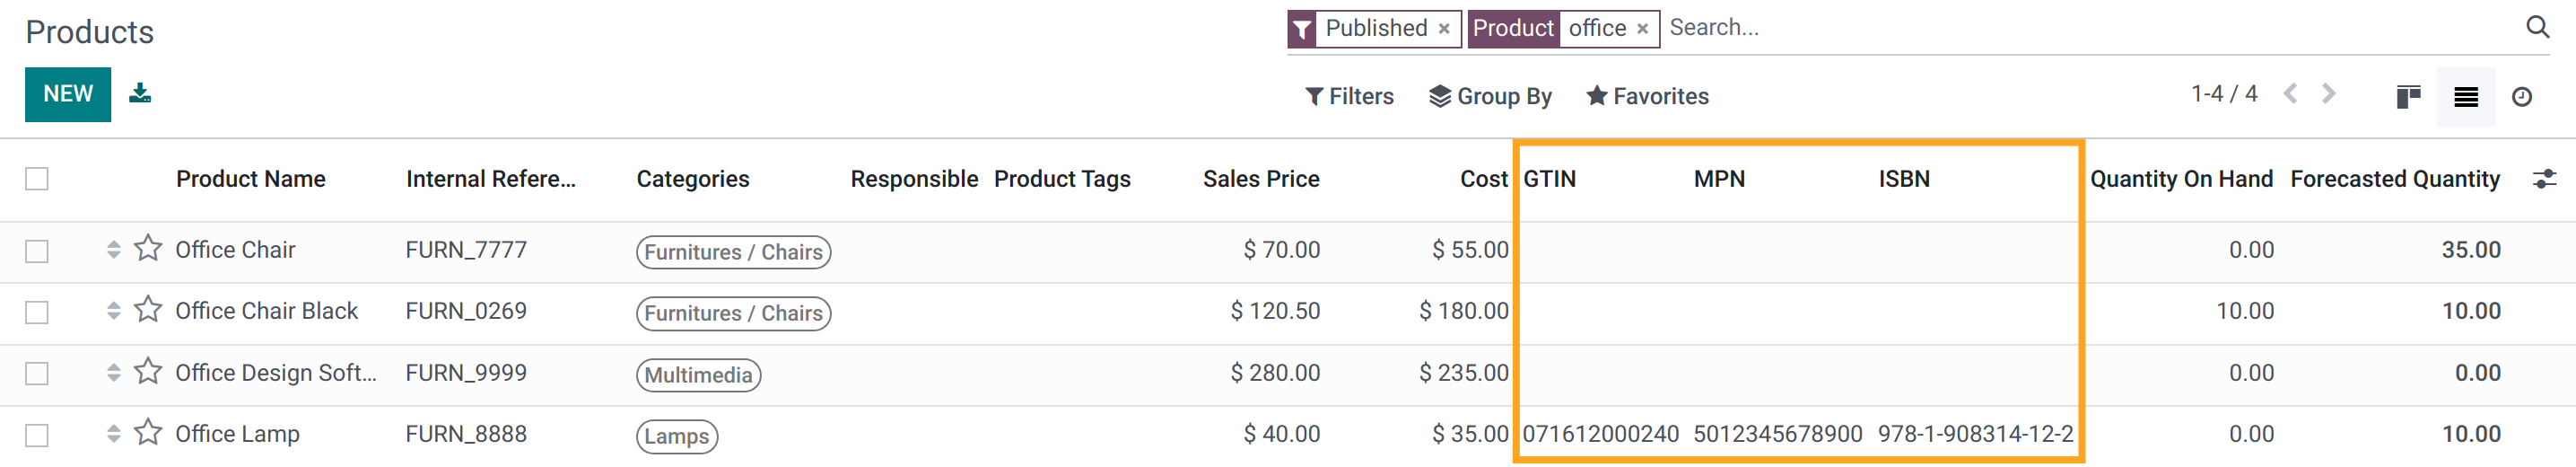 Products
Published × Product office × Search...
NEW
Filters Group By Favorites
1-4 / 4
Product Name Internal Refere... Categories Responsible Product Tags Sales Price Cost GTIN MPN ISBN Quantity On Hand Forecasted Quantity
Office Chair FURN_7777 Furnitures / Chairs $ 70.00 $ 55.00 0.00 35.00
Office Chair Black FURN_0269 Furnitures / Chairs $ 120.50 $ 180.00 10.00 10.00
Office Design Soft... FURN_9999 Multimedia $ 280.00 $ 235.00 0.00 0.00
Office Lamp FURN_8888 Lamps $ 40.00 $ 35.00 071612000240 5012345678900 978-1-908314-12-2 0.00 10.00